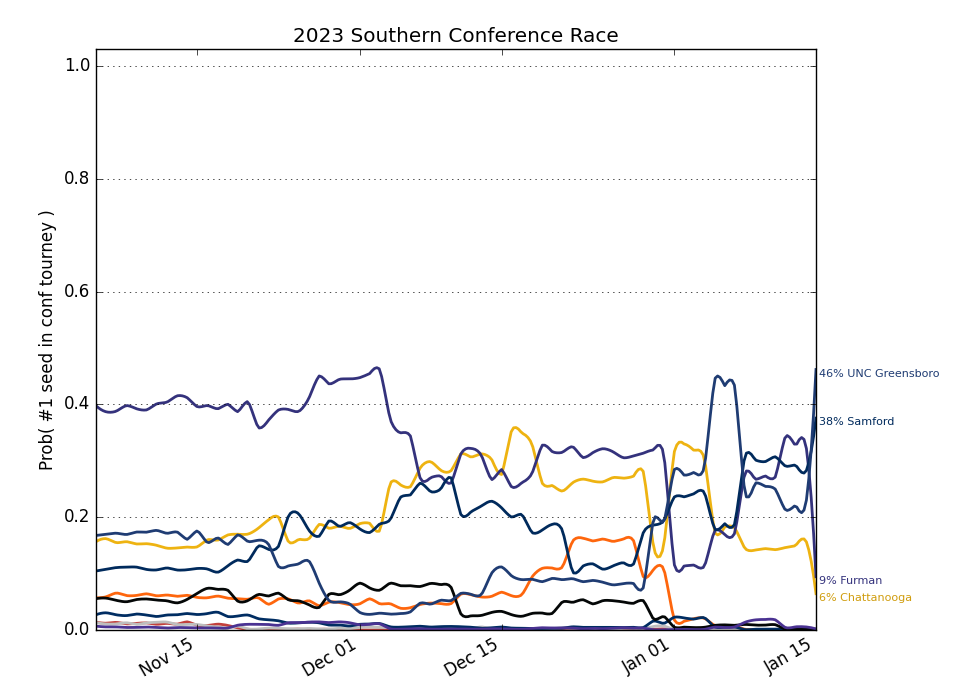 2023 Southern Conference Race
Prob( #1 seed in conf tourney )
1.0
0.8
0.6
0.4
0.2
0.0
46% UNC Greensboro
38% Samford
9% Furman
6% Chattanooga
Nov 15
Dec 01
Dec 15
Jan 01
Jan 15